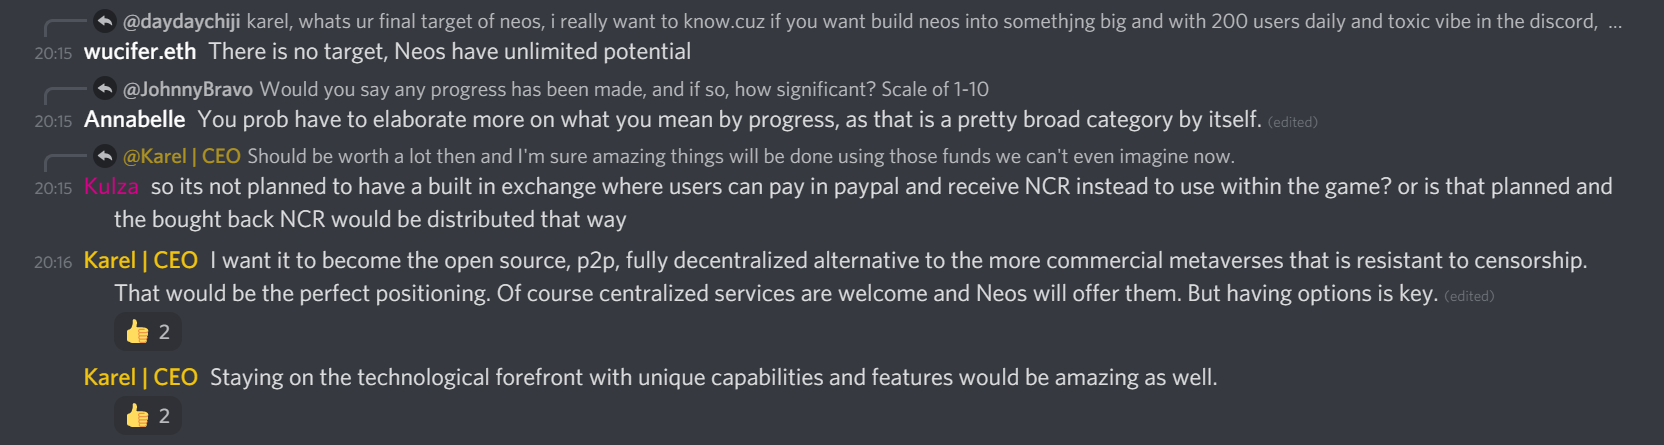 @daydaychiji karel, whats ur final target of neos, i really want to know.cuz if you want build neos into somethjng big and with 200 users daily and toxic vibe in the discord, ...
20:15 wucifer.eth There is no target, Neos have unlimited potential
@JohnnyBravo Would you say any progress has been made, and if so, how significant? Scale of 1-10
20:15 Annabelle You prob have to elaborate more on what you mean by progress, as that is a pretty broad category by itself. (edited)
@Karel | CEO Should be worth a lot then and I'm sure amazing things will be done using those funds we can't even imagine now.
20:15 Kulza so its not planned to have a built in exchange where users can pay in paypal and receive NCR instead to use within the game? or is that planned and
the bought back NCR would be distributed that way
20:16 Karel | CEO I want it to become the open source, p2p, fully decentralized alternative to the more commercial metaverses that is resistant to censorship.
That would be the perfect positioning. Of course centralized services are welcome and Neos will offer them. But having options is key. (edited)
👍 2
Karel | CEO Staying on the technological forefront with unique capabilities and features would be amazing as well.
👍 2